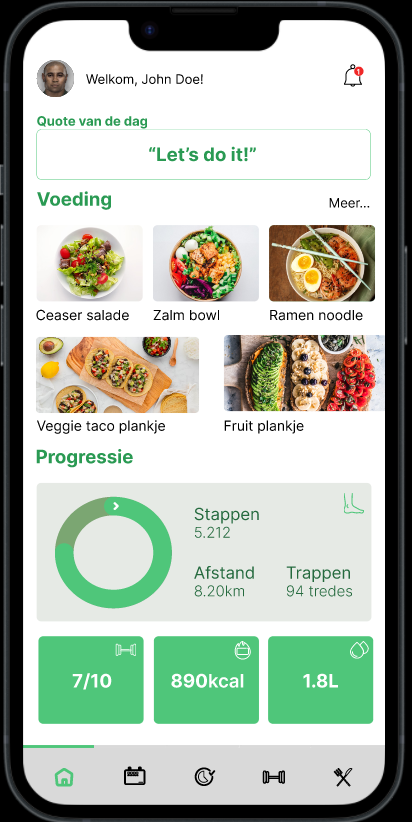 Welkom, John Doe!
1
Quote van de dag
“Let’s do it!”
Voeding
Meer...
Ceaser salade
Zalm bowl
Ramen noodle
Veggie taco plankje
Fruit plankje
Progressie
Stappen
5.212
Afstand
8.20km
Trappen
94 tredes
7/10
890kcal
1.8L